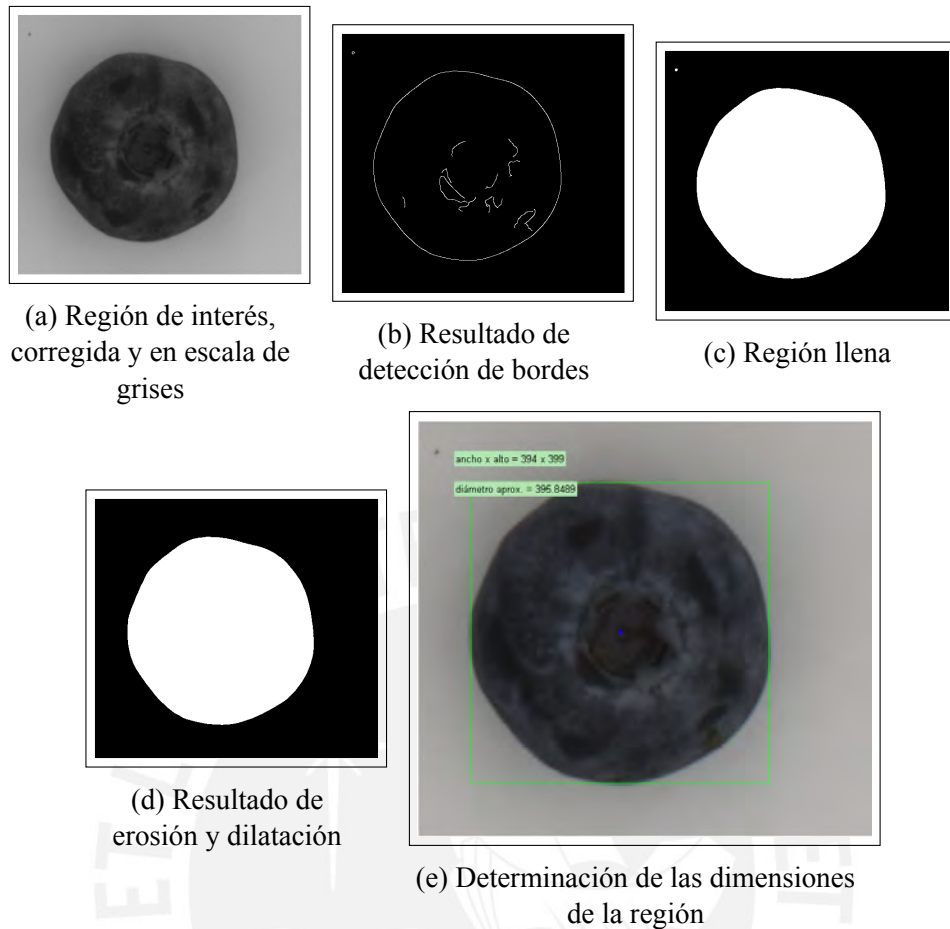 (a) Región de interés,
corregida y en escala de
grises
(b) Resultado de
detección de bordes
(c) Región llena
(d) Resultado de
erosión y dilatación
ancho x alto = 394 x 399
diámetro aprox. = 395.8489
(e) Determinación de las dimensiones
de la región